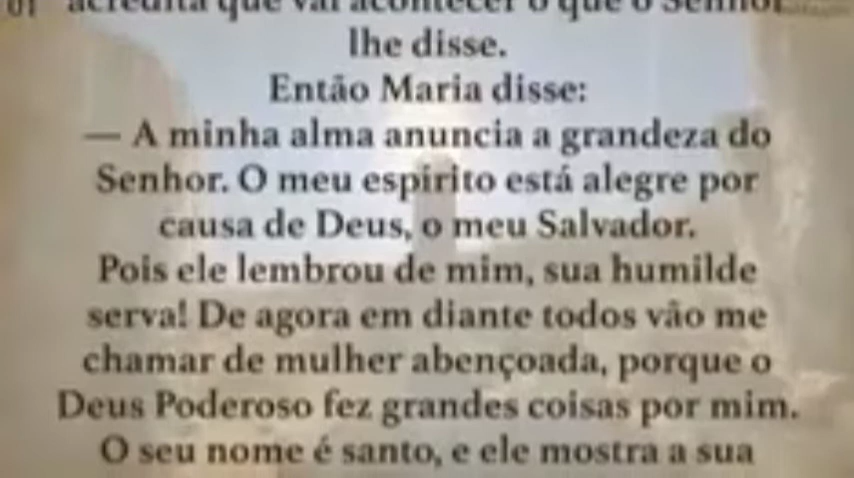 01 acredita que vai acontecer o que o Senhor
lhe disse.
Então Maria disse:
— A minha alma anuncia a grandeza do
Senhor. O meu espírito está alegre por
causa de Deus, o meu Salvador.
Pois ele lembrou de mim, sua humilde
serva! De agora em diante todos vão me
chamar de mulher abençoada, porque o
Deus Poderoso fez grandes coisas por mim.
O seu nome é santo, e ele mostra a sua